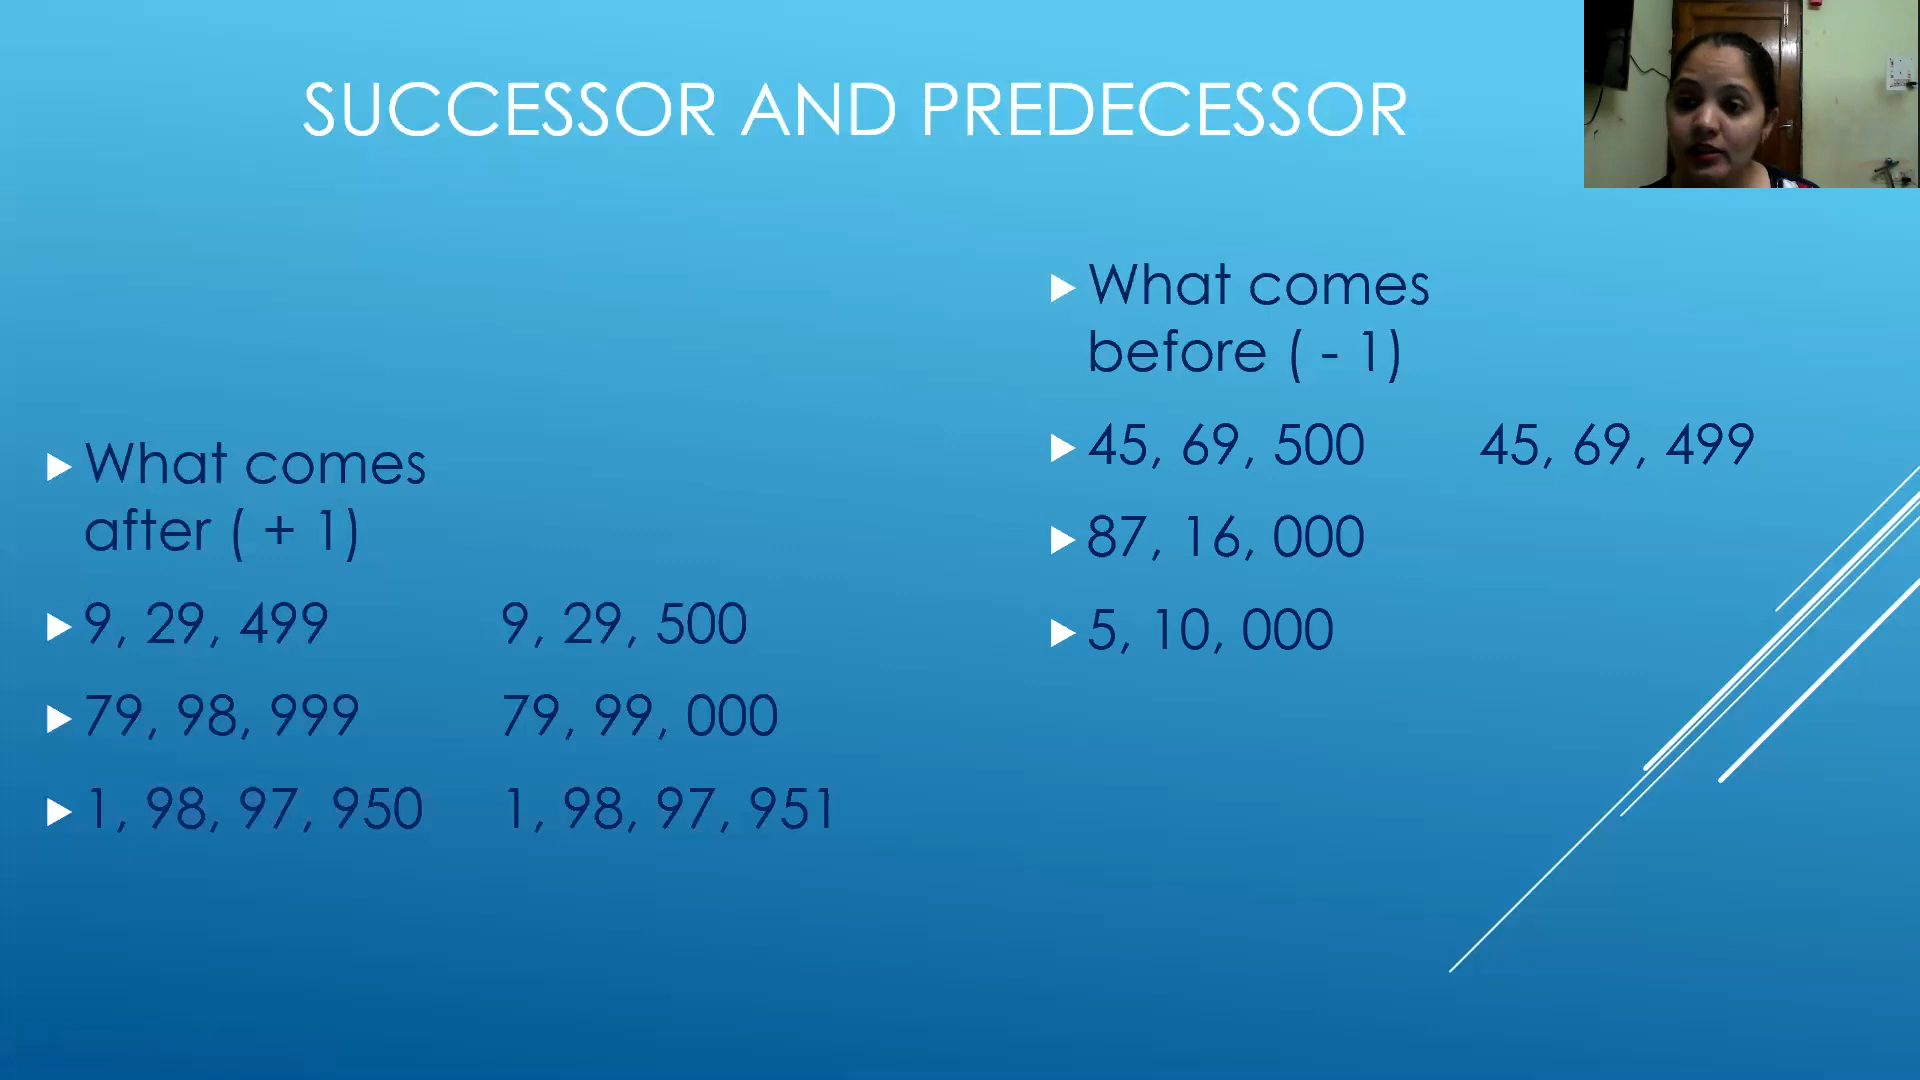 SUCCESSOR AND PREDECESSOR
What comes
after ( + 1)
9, 29, 499 9, 29, 500
79, 98, 999 79, 99, 000
1, 98, 97, 950 1, 98, 97, 951
What comes
before ( - 1)
45, 69, 500 45, 69, 499
87, 16, 000
5, 10, 000